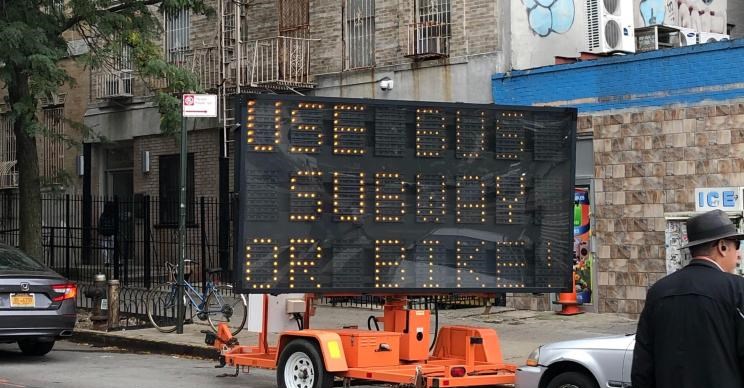 USE BUS
SUBWAY
OR BIKE!
ICE